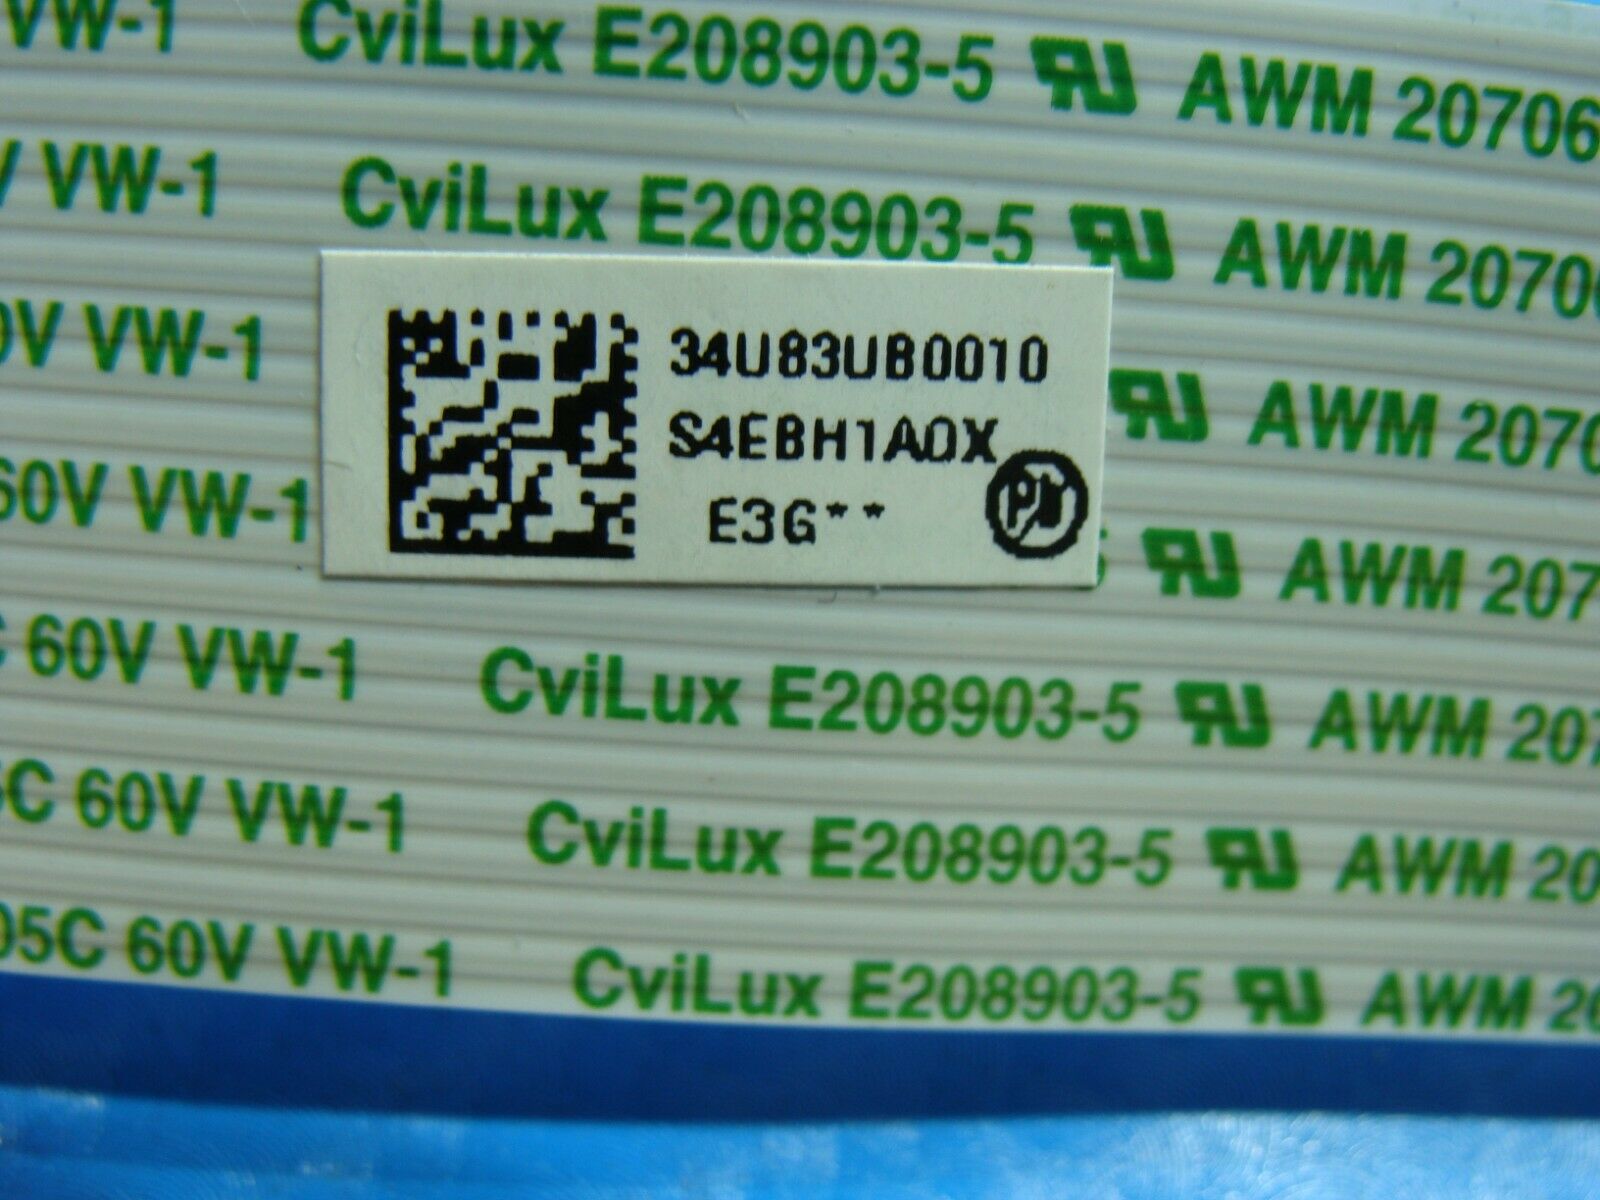 VW-1 CviLux E208903-5 AWM 20706
V VW-1 CviLux E208903-5 AWM 2070
0V VW-1 AWM 2070
60V VW-1 AWM 207
C 60V VW-1 CviLux E208903-5 AWM 207
5C 60V VW-1 CviLux E208903-5 AWM 20
05C 60V VW-1 CviLux E208903-5 AWM 20
34U83UB0010
S4EBH1A0X
E3G**
Pb